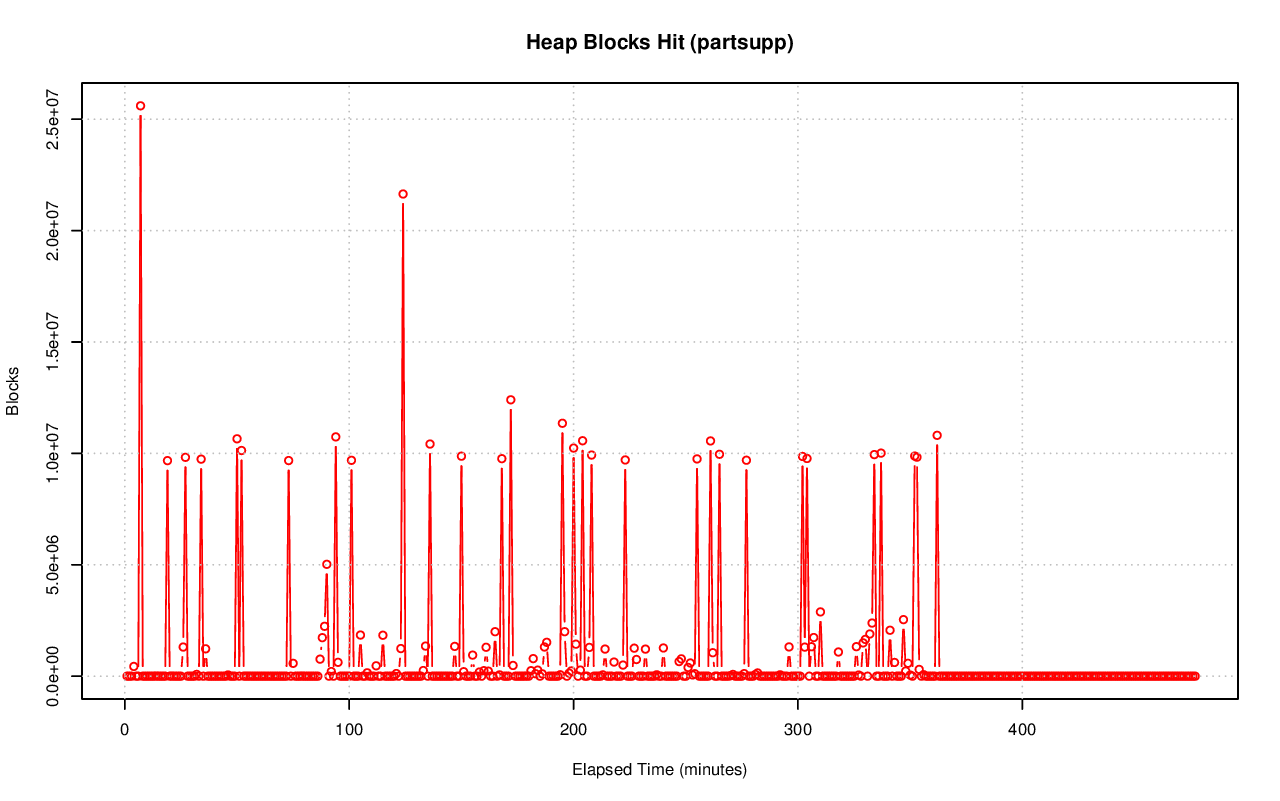 Heap Blocks Hit (partsupp)
Blocks
2.5e+07
2.0e+07
1.5e+07
1.0e+07
5.0e+06
0.0e+00
0 100 200 300 400
Elapsed Time (minutes)